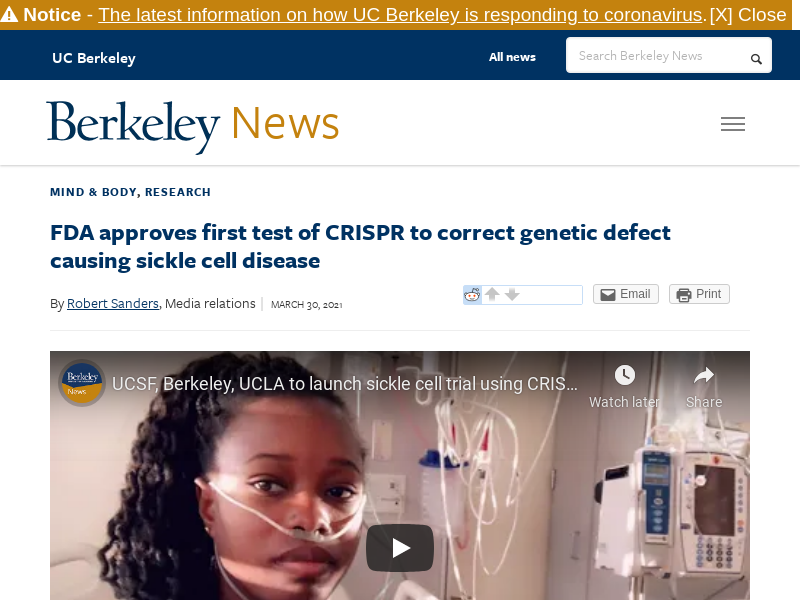 Notice - The latest information on how UC Berkeley is responding to coronavirus. [X] Close
UC Berkeley
All news
Search Berkeley News
Berkeley News
MIND & BODY, RESEARCH
FDA approves first test of CRISPR to correct genetic defect
causing sickle cell disease
By Robert Sanders, Media relations | MARCH 30, 2021
Email
Print
Berkeley
News
UCSF, Berkeley, UCLA to launch sickle cell trial using CRIS...
Watch later
Share